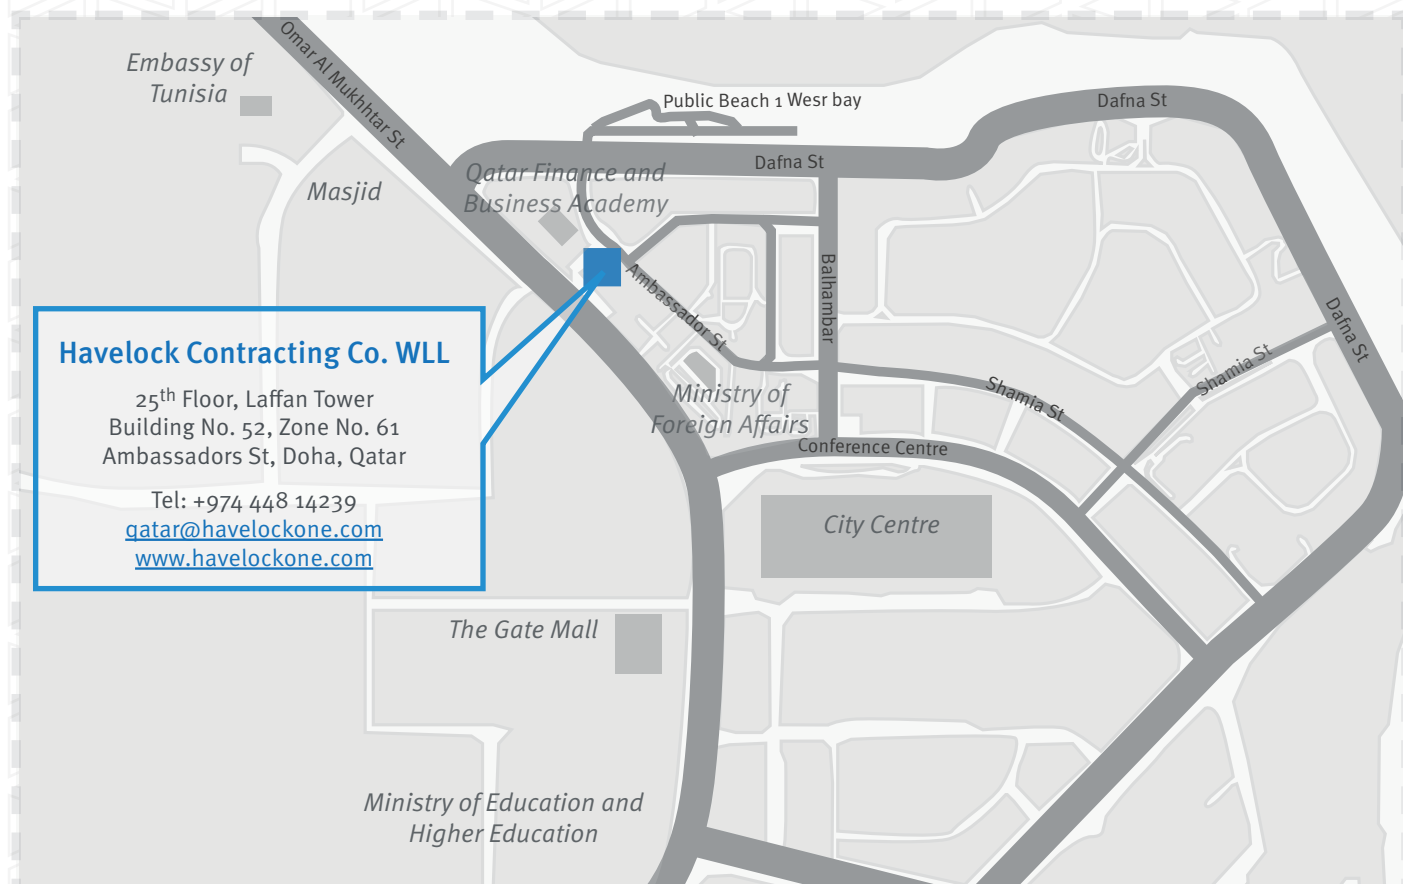 Omar Al Mukhhtar St
Embassy of
Tunisia
Public Beach 1 Wesr bay
Dafna St
Dafna St
Masjid
Qatar Finance and
Business Academy
Ambassador St
Balhambar
Dafna St
Shamia St
Shamia St
Havelock Contracting Co. WLL
25th Floor, Laffan Tower
Building No. 52, Zone No. 61
Ambassadors St, Doha, Qatar
Tel: +974 448 14239
qatar@havelockone.com
www.havelockone.com
Ministry of
Foreign Affairs
Conference Centre
City Centre
The Gate Mall
Ministry of Education and
Higher Education